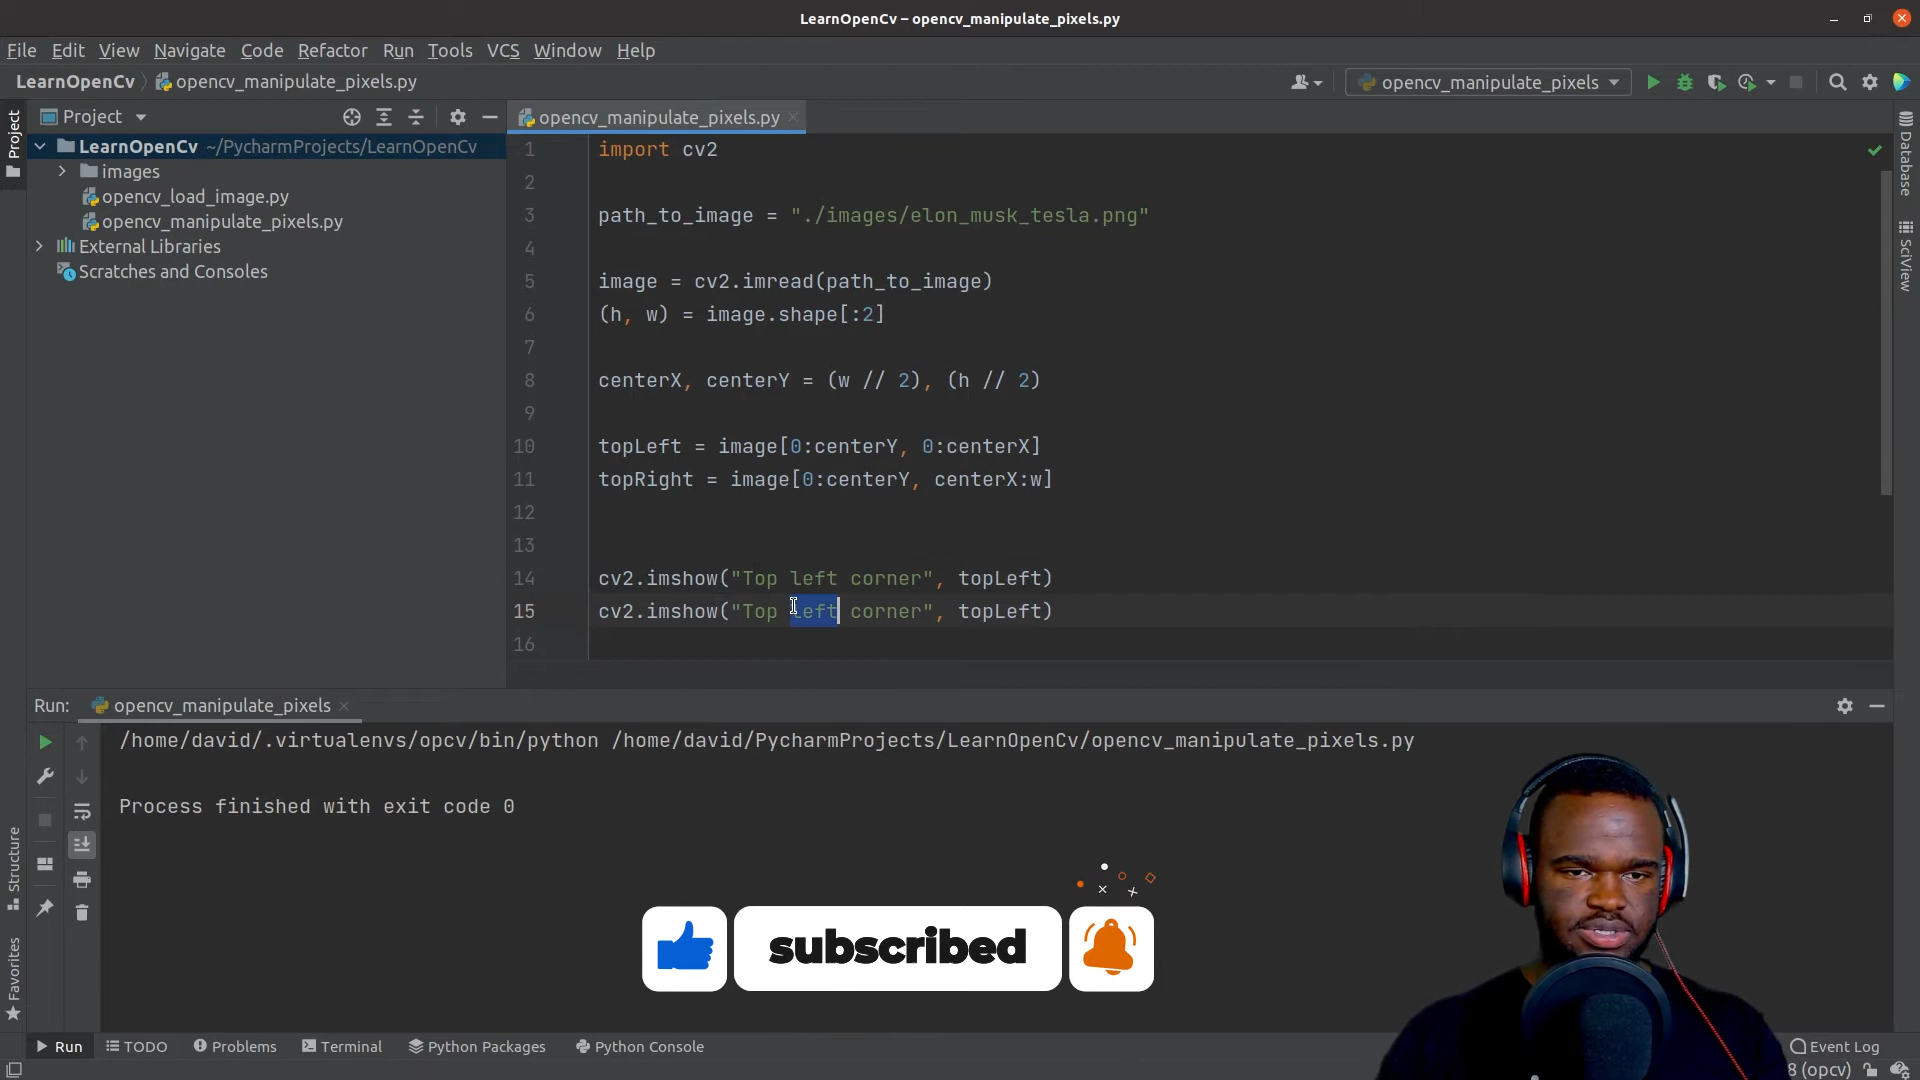 LearnOpenCv – opencv_manipulate_pixels.py
File Edit View Navigate Code Refactor Run Tools VCS Window Help
LearnOpenCv opencv_manipulate_pixels.py
opencv_manipulate_pixels
Project
opencv_manipulate_pixels.py
Project
Database
SciView
Structure
Favorites
LearnOpenCv ~/PycharmProjects/LearnOpenCv
images
opencv_load_image.py
opencv_manipulate_pixels.py
External Libraries
Scratches and Consoles
1 import cv2
2
3 path_to_image = "./images/elon_musk_tesla.png"
4
5 image = cv2.imread(path_to_image)
6 (h, w) = image.shape[:2]
7
8 centerX, centerY = (w // 2), (h // 2)
9
10 topLeft = image[0:centerY, 0:centerX]
11 topRight = image[0:centerY, centerX:w]
12
13
14 cv2.imshow("Top left corner", topLeft)
15 cv2.imshow("Top left corner", topLeft)
16
Run: opencv_manipulate_pixels
/home/david/.virtualenvs/opcv/bin/python /home/david/PycharmProjects/LearnOpenCv/opencv_manipulate_pixels.py
Process finished with exit code 0
subscribed
Run TODO Problems Terminal Python Packages Python Console Event Log
8 (opcv)